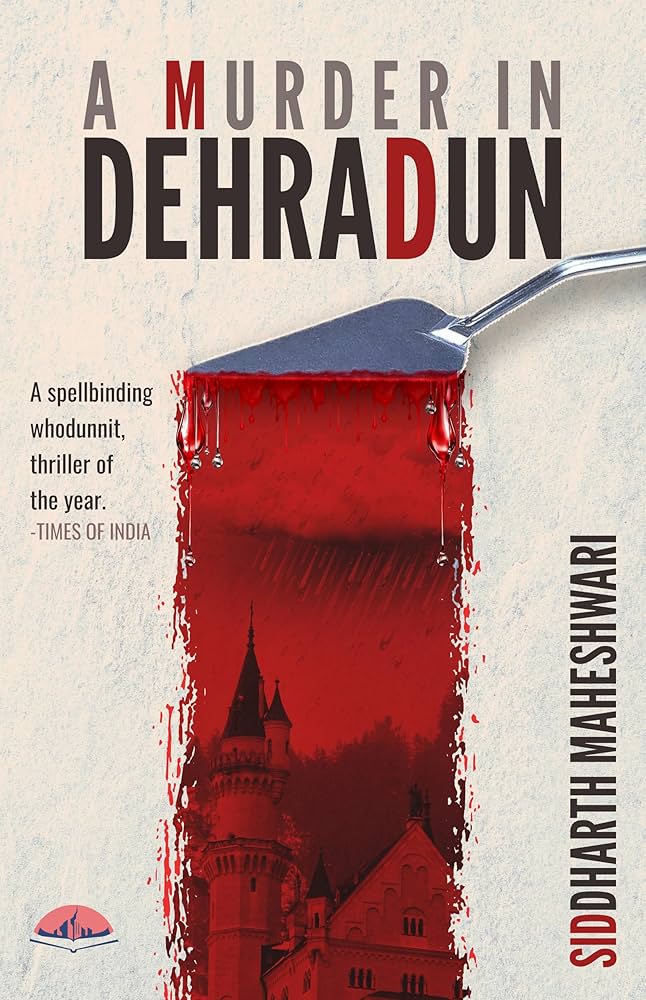 A MURDER IN
DEHRADUN
A spellbinding
whodunnit,
thriller of
the year.
-TIMES OF INDIA
SIDDHARTH MAHESHWARI